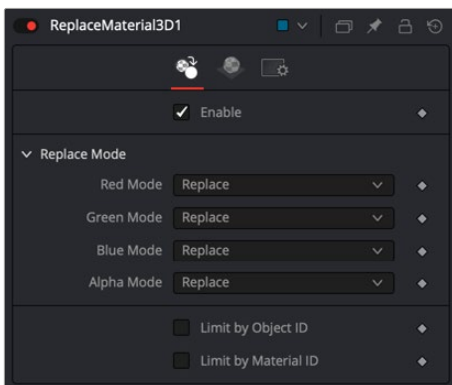 ReplaceMaterial3D1
Enable
Replace Mode
Red Mode Replace
Green Mode Replace
Blue Mode Replace
Alpha Mode Replace
Limit by Object ID
Limit by Material ID